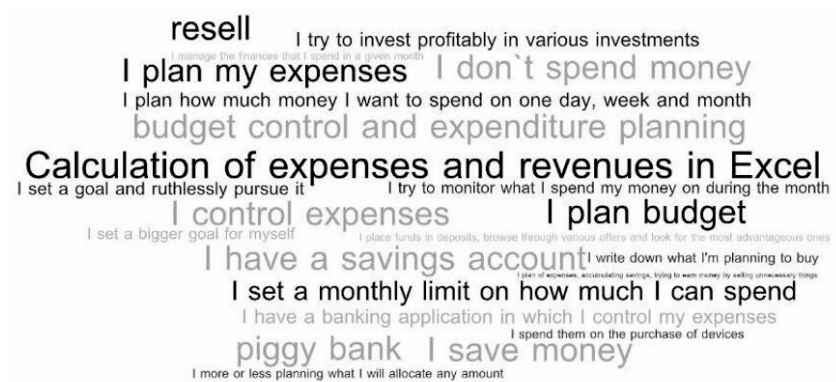 resell
I try to invest profitably in various investments
I manage the finances that I spend in a given month
I plan my expenses
I don`t spend money
I plan how much money I want to spend on one day, week and month
budget control and expenditure planning
Calculation of expenses and revenues in Excel
I set a goal and ruthlessly pursue it
I try to monitor what I spend my money on during the month
I control expenses
I plan budget
I set a bigger goal for myself
I place funds in deposits, browse through various offers and look for the most advantageous ones
I have a savings account
I write down what I'm planning to buy
I plan of expenses, accumulating savings, trying to earn money by selling unnecessary things
I set a monthly limit on how much I can spend
I have a banking application in which I control my expenses
I spend them on the purchase of devices
piggy bank
I save money
I more or less planning what I will allocate any amount